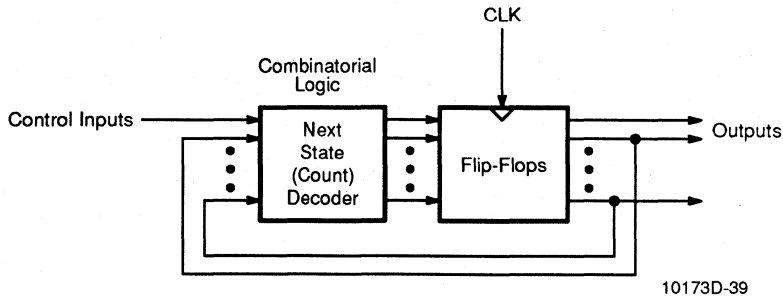 CLK
Combinatorial
Logic
Control Inputs
Next
State
(Count)
Decoder
Flip-Flops
Outputs
10173D-39